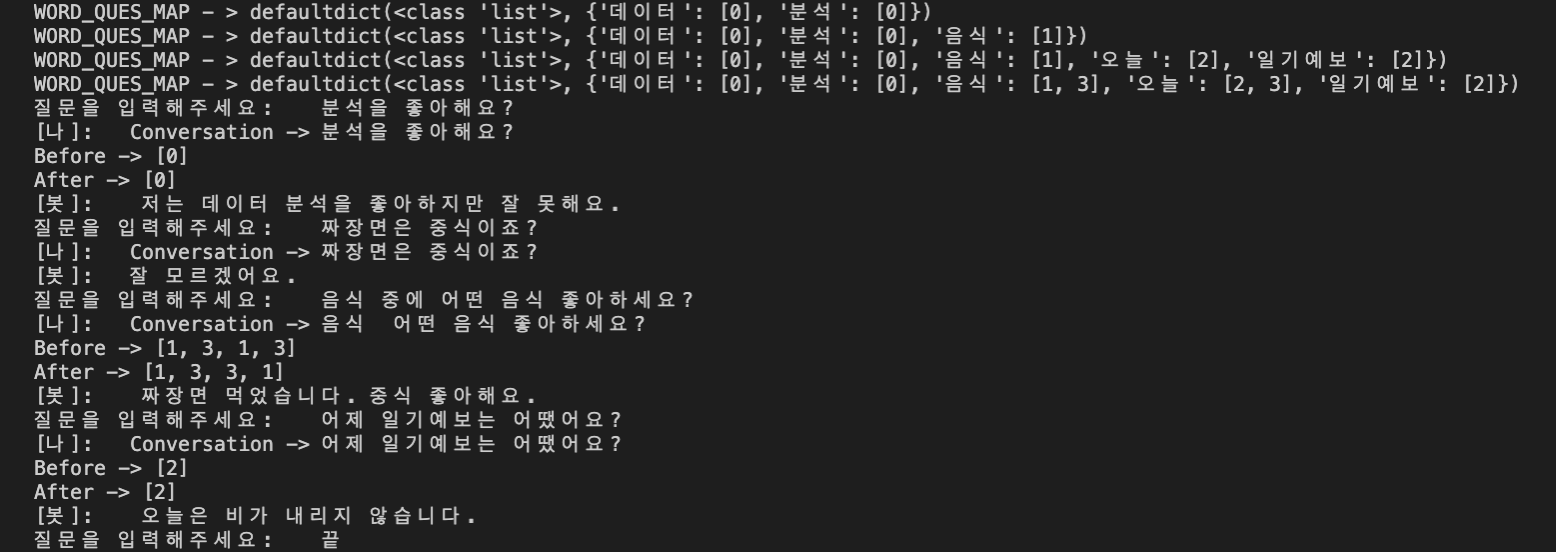 WORD_QUES_MAP - > defaultdict(<class 'list'>, {'데이터': [0], '분석': [0]})
WORD_QUES_MAP - > defaultdict(<class 'list'>, {'데이터': [0], '분석': [0], '음식': [1]})
WORD_QUES_MAP - > defaultdict(<class 'list'>, {'데이터': [0], '분석': [0], '음식': [1], '오늘': [2], '일기예보': [2]})
WORD_QUES_MAP - > defaultdict(<class 'list'>, {'데이터': [0], '분석': [0], '음식': [1, 3], '오늘': [2, 3], '일기예보': [2]})
질문을 입력해주세요: 분석을 좋아해요?
[나]: Conversation -> 분석을 좋아해요?
Before -> [0]
After -> [0]
[봇]: 저는 데이터 분석을 좋아하지만 잘 못해요.
질문을 입력해주세요: 짜장면은 중식이죠?
[나]: Conversation -> 짜장면은 중식이죠?
[봇]: 잘 모르겠어요.
질문을 입력해주세요: 음식 중에 어떤 음식 좋아하세요?
[나]: Conversation -> 음식  어떤 음식 좋아하세요?
Before -> [1, 3, 1, 3]
After -> [1, 3, 3, 1]
[봇]: 짜장면 먹었습니다.중식 좋아해요.
질문을 입력해주세요: 어제 일기예보는 어땠어요?
[나]: Conversation -> 어제 일기예보는 어땠어요?
Before -> [2]
After -> [2]
[봇]: 오늘은 비가 내리지 않습니다.
질문을 입력해주세요: 끝